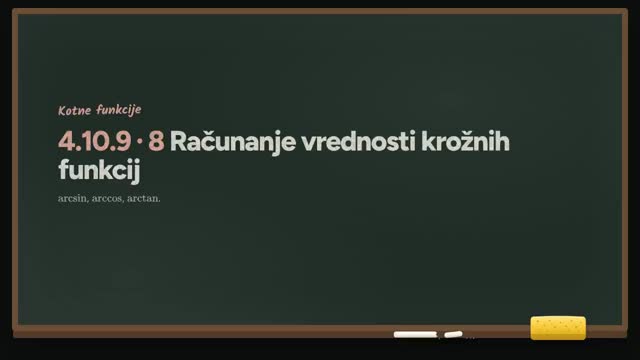 Kotne funkcije
4.10.9 · 8 Računanje vrednosti krožnih
funkcij
arcsin, arccos, arctan.